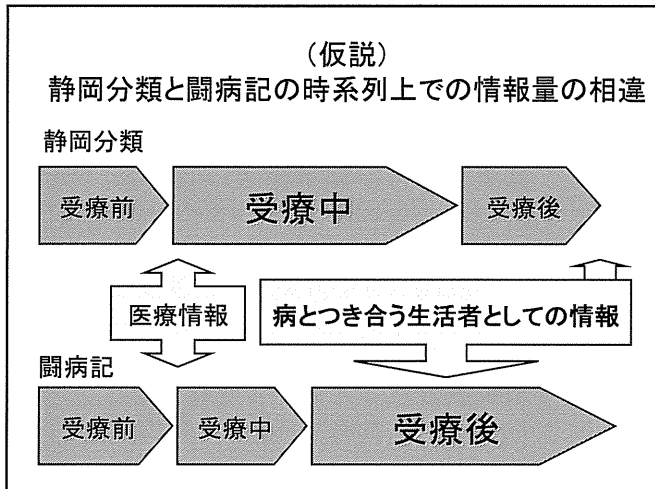 (仮説)
静岡分類と闘病記の時系列上での情報量の相違
静岡分類
受療前
受療中
受療後
医療情報
病とつき合う生活者としての情報
闘病記
受療前
受療中
受療後